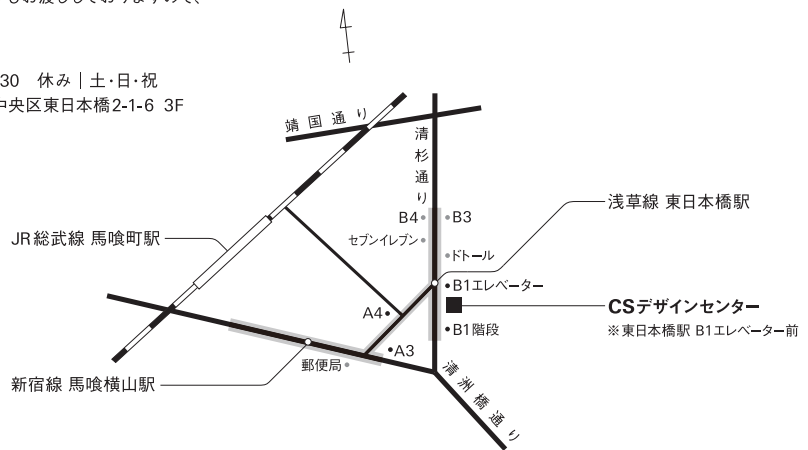 もお渡ししておりますので、
30 休み｜土・日・祝
中央区東日本橋2-1-6 3F
靖国通り
清杉通り
浅草線 東日本橋駅
B4
B3
セブンイレブン
ドトール
JR総武線 馬喰町駅
B1エレベーター
CSデザインセンター
※東日本橋駅 B1エレベーター前
A4
B1階段
A3
郵便局
新宿線 馬喰横山駅
清洲橋通り